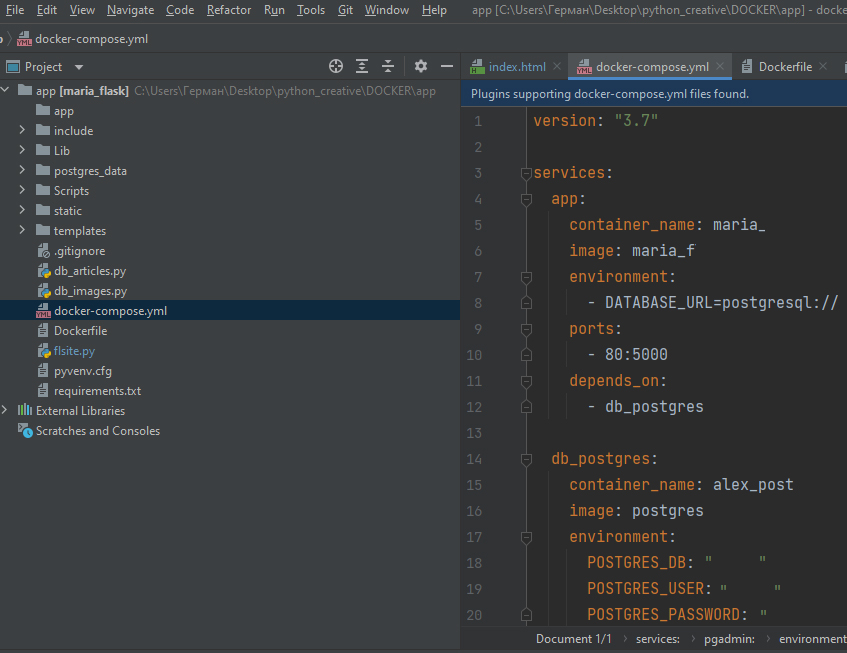 File Edit View Navigate Code Refactor Run Tools Git Window Help app [C:\Users\Герман\Desktop\python_creative\DOCKER\app] - docke
docker-compose.yml
Project
index.html docker-compose.yml Dockerfile
app [maria_flask] C:\Users\Герман\Desktop\python_creative\DOCKER\app
app
include
Lib
postgres_data
Scripts
static
templates
.gitignore
db_articles.py
db_images.py
docker-compose.yml
Dockerfile
flsite.py
pyvenv.cfg
requirements.txt
External Libraries
Scratches and Consoles
Plugins supporting docker-compose.yml files found.
1 version: "3.7"
2
3 services:
4 app:
5 container_name: maria_
6 image: maria_f
7 environment:
8 - DATABASE_URL=postgresql://
9 ports:
10 - 80:5000
11 depends_on:
12 - db_postgres
13
14 db_postgres:
15 container_name: alex_post
16 image: postgres
17 environment:
18 POSTGRES_DB: " "
19 POSTGRES_USER: " "
20 POSTGRES_PASSWORD: "
Document 1/1 services: pgadmin: environment